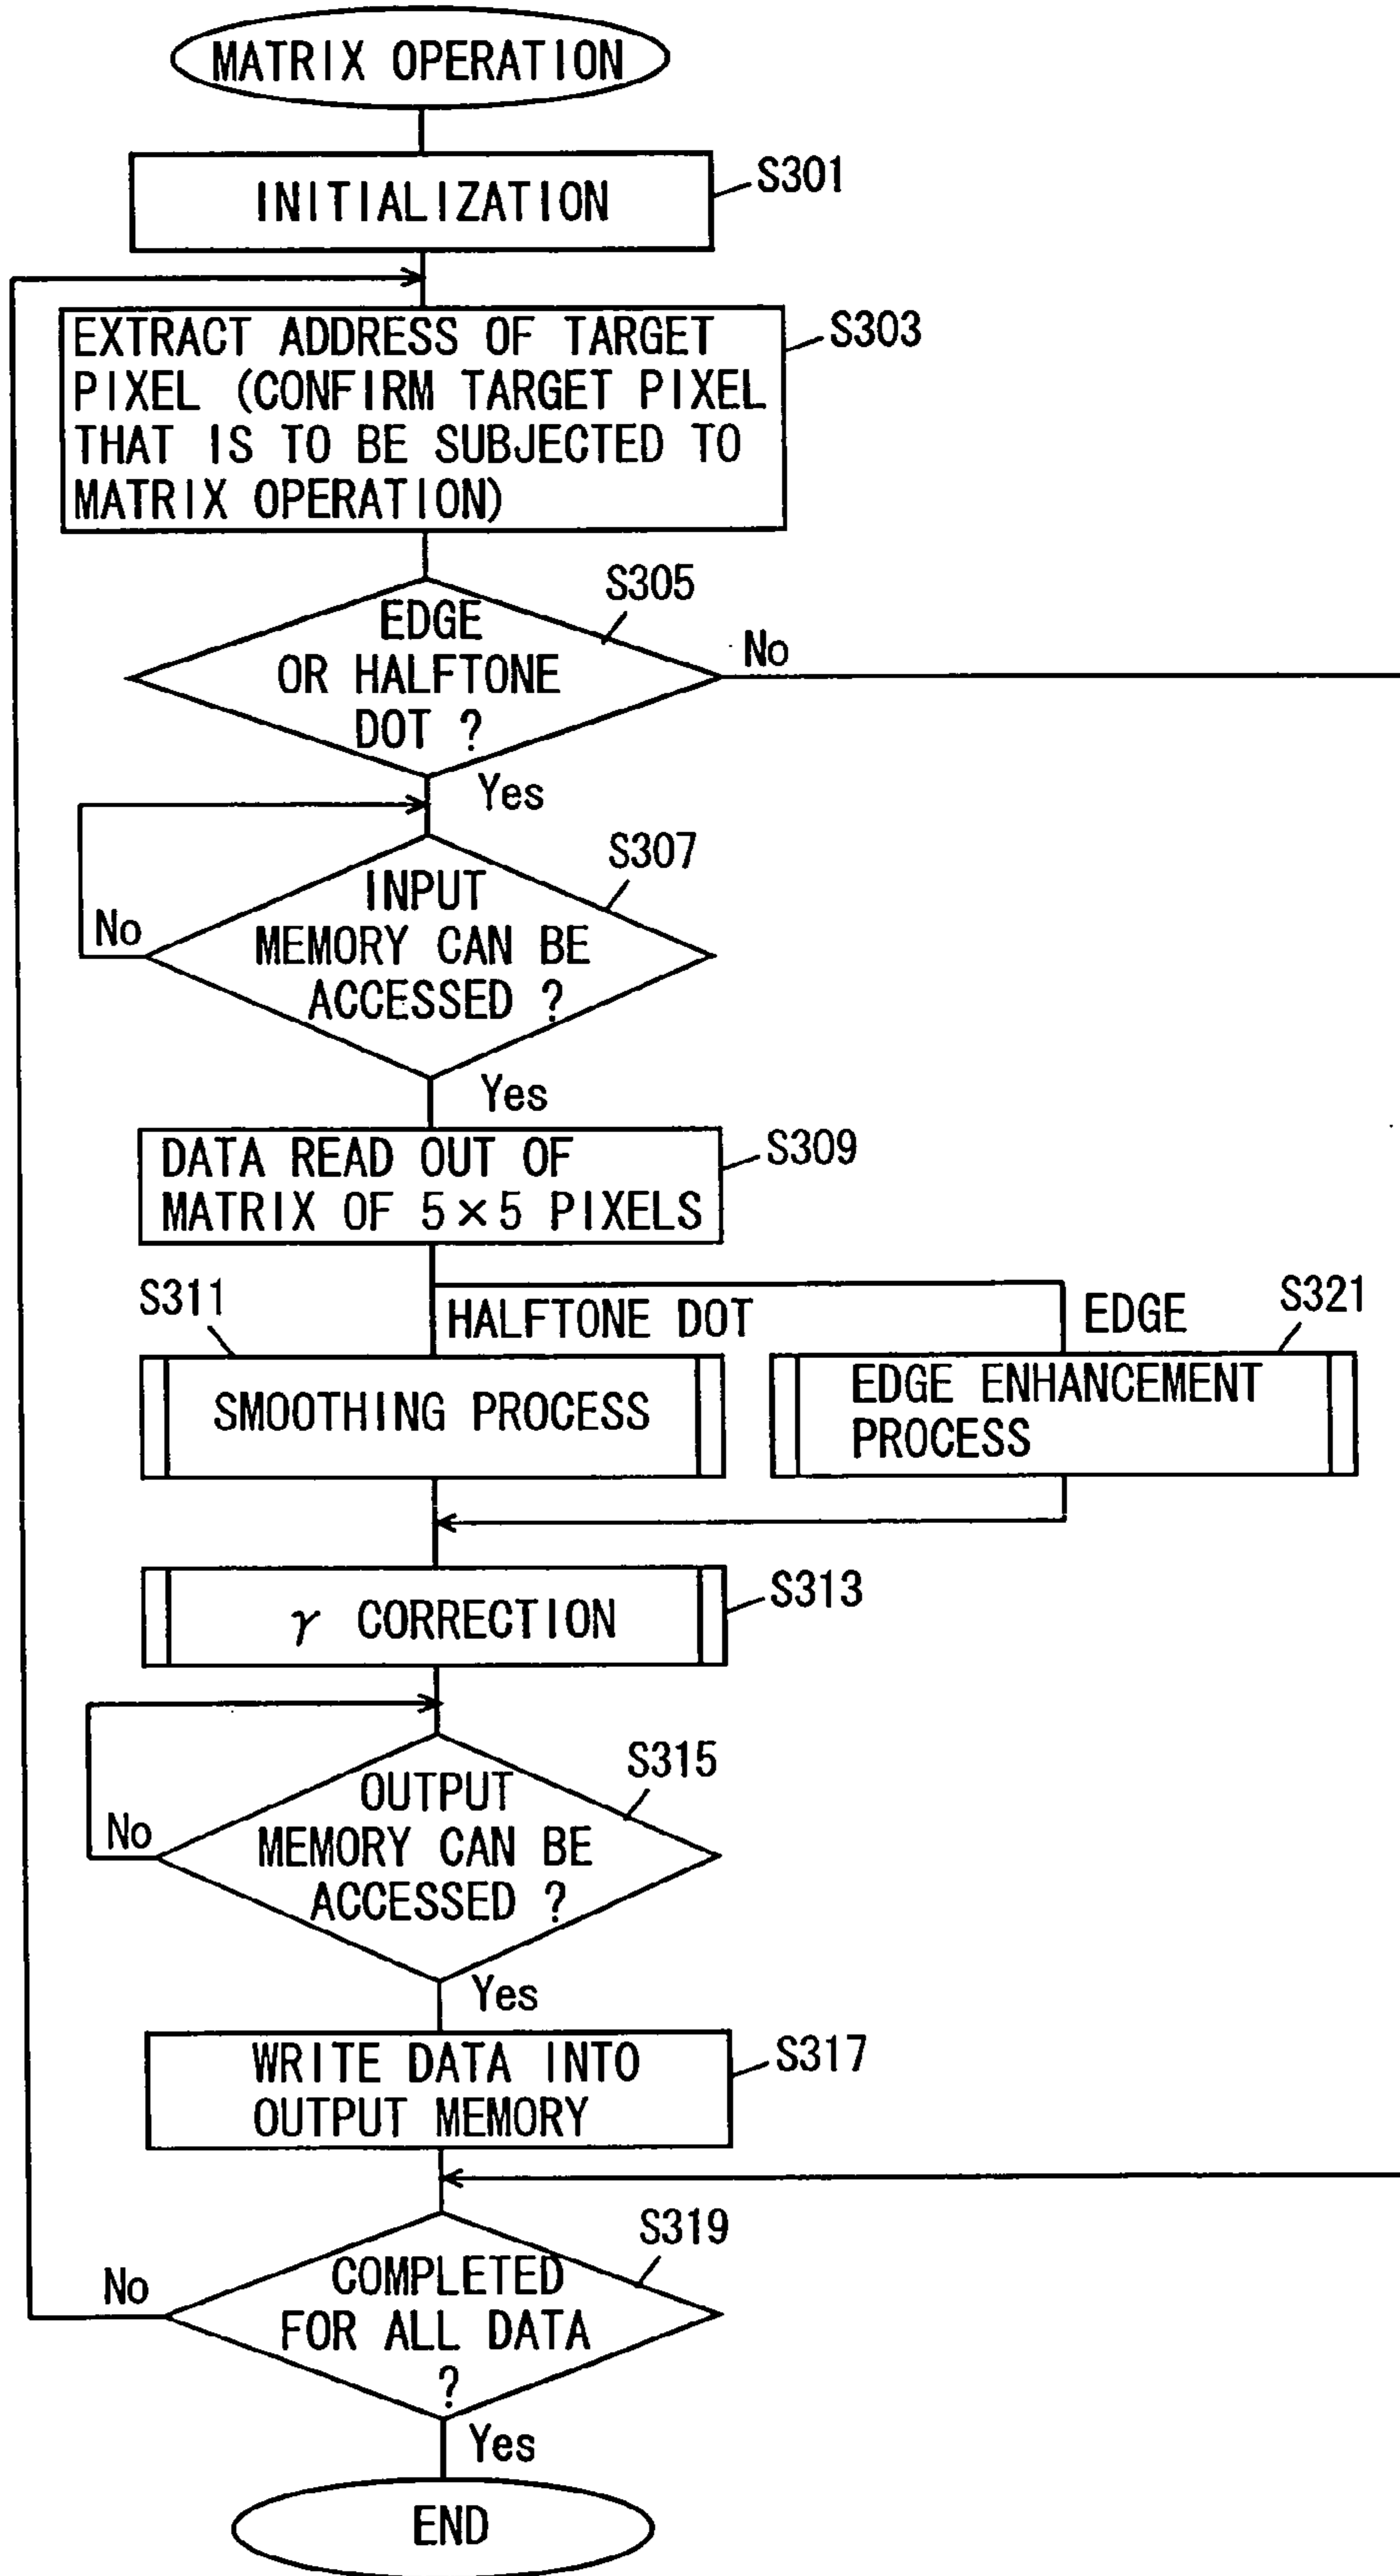 MATRIX OPERATION
INITIALIZATION
S301
EXTRACT ADDRESS OF TARGET
PIXEL (CONFIRM TARGET PIXEL
THAT IS TO BE SUBJECTED TO
MATRIX OPERATION)
S303
S305
EDGE
OR HALFTONE
DOT ?
No
Yes
S307
INPUT
MEMORY CAN BE
ACCESSED ?
No
Yes
DATA READ OUT OF
MATRIX OF 5×5 PIXELS
S309
S311
HALFTONE DOT
EDGE
S321
SMOOTHING PROCESS
EDGE ENHANCEMENT
PROCESS
γ CORRECTION
S313
S315
OUTPUT
MEMORY CAN BE
ACCESSED ?
No
Yes
WRITE DATA INTO
OUTPUT MEMORY
S317
S319
COMPLETED
FOR ALL DATA
?
No
Yes
END